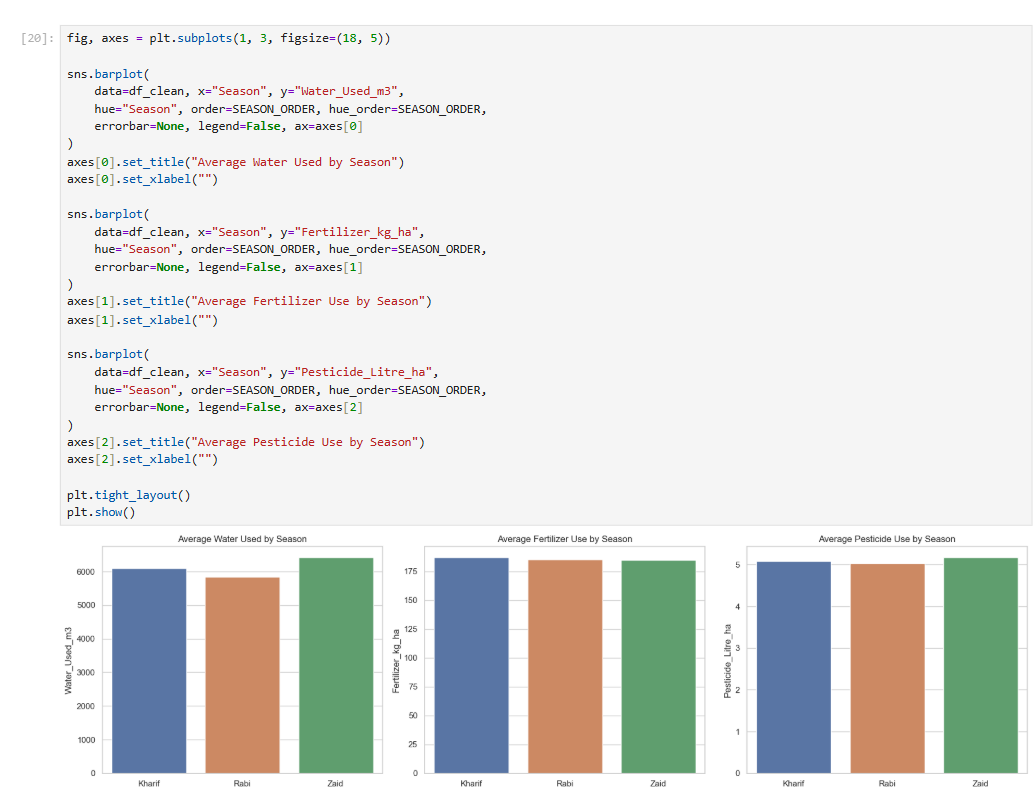 [20]: fig, axes = plt.subplots(1, 3, figsize=(18, 5))

sns.barplot(
    data=df_clean, x="Season", y="Water_Used_m3",
    hue="Season", order=SEASON_ORDER, hue_order=SEASON_ORDER,
    errorbar=None, legend=False, ax=axes[0]
)
axes[0].set_title("Average Water Used by Season")
axes[0].set_xlabel("")

sns.barplot(
    data=df_clean, x="Season", y="Fertilizer_kg_ha",
    hue="Season", order=SEASON_ORDER, hue_order=SEASON_ORDER,
    errorbar=None, legend=False, ax=axes[1]
)
axes[1].set_title("Average Fertilizer Use by Season")
axes[1].set_xlabel("")

sns.barplot(
    data=df_clean, x="Season", y="Pesticide_Litre_ha",
    hue="Season", order=SEASON_ORDER, hue_order=SEASON_ORDER,
    errorbar=None, legend=False, ax=axes[2]
)
axes[2].set_title("Average Pesticide Use by Season")
axes[2].set_xlabel("")

plt.tight_layout()
plt.show()
Average Water Used by Season
Water_Used_m3
6000
5000
4000
3000
2000
1000
0
Kharif Rabi Zaid
Average Fertilizer Use by Season
Fertilizer_kg_ha
175
150
125
100
75
50
25
0
Kharif Rabi Zaid
Average Pesticide Use by Season
Pesticide_Litre_ha
5
4
3
2
1
0
Kharif Rabi Zaid